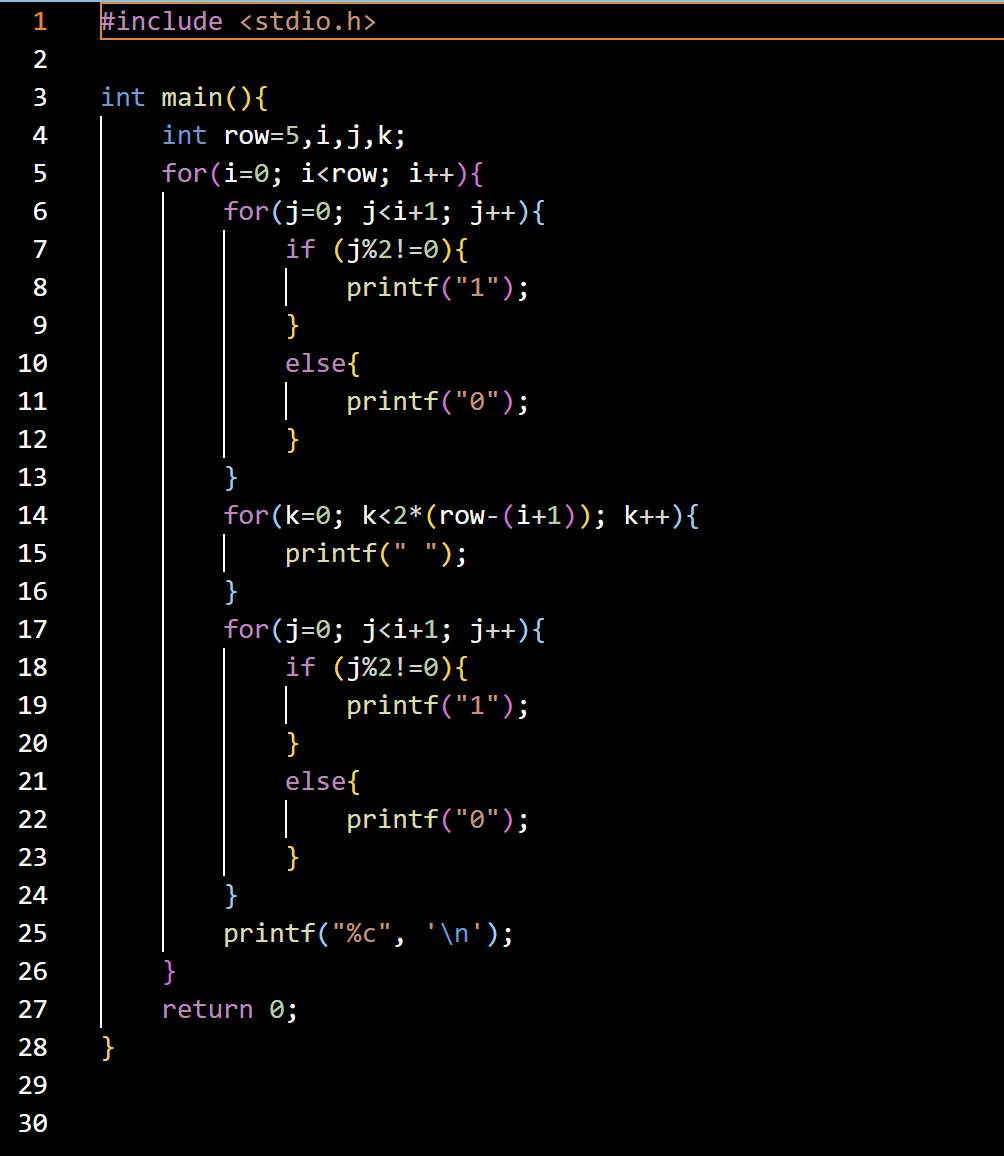 1 #include <stdio.h>
2
3 int main(){
4     int row=5,i,j,k;
5     for(i=0; i<row; i++){
6         for(j=0; j<i+1; j++){
7             if (j%2!=0){
8                 printf("1");
9             }
10             else{
11                 printf("0");
12             }
13         }
14         for(k=0; k<2*(row-(i+1)); k++){
15             printf(" ");
16         }
17         for(j=0; j<i+1; j++){
18             if (j%2!=0){
19                 printf("1");
20             }
21             else{
22                 printf("0");
23             }
24         }
25         printf("%c", '\n');
26     }
27     return 0;
28 }
29
30